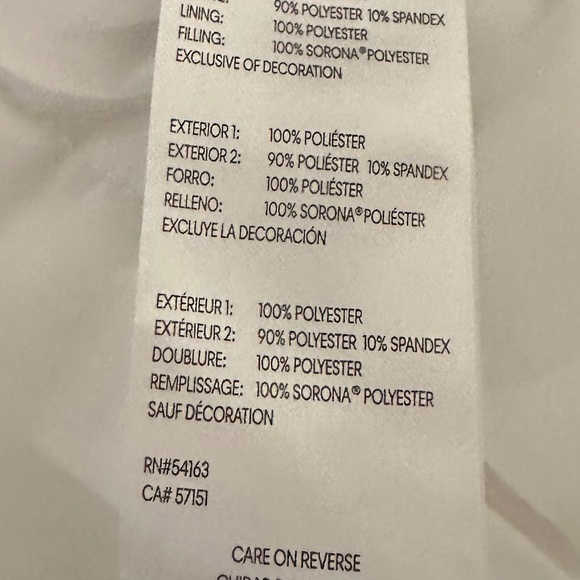 90% POLYESTER 10% SPANDEX
LINING: 100% POLYESTER
FILLING: 100% SORONA® POLYESTER
EXCLUSIVE OF DECORATION
EXTERIOR 1: 100% POLIÉSTER
EXTERIOR 2: 90% POLIÉSTER 10% SPANDEX
FORRO: 100% POLIÉSTER
RELLENO: 100% SORONA® POLIÉSTER
EXCLUYE LA DECORACIÓN
EXTÉRIEUR 1: 100% POLYESTER
EXTÉRIEUR 2: 90% POLYESTER 10% SPANDEX
DOUBLURE: 100% POLYESTER
REMPLISSAGE: 100% SORONA® POLYESTER
SAUF DÉCORATION
RN#54163
CA# 57151
CARE ON REVERSE